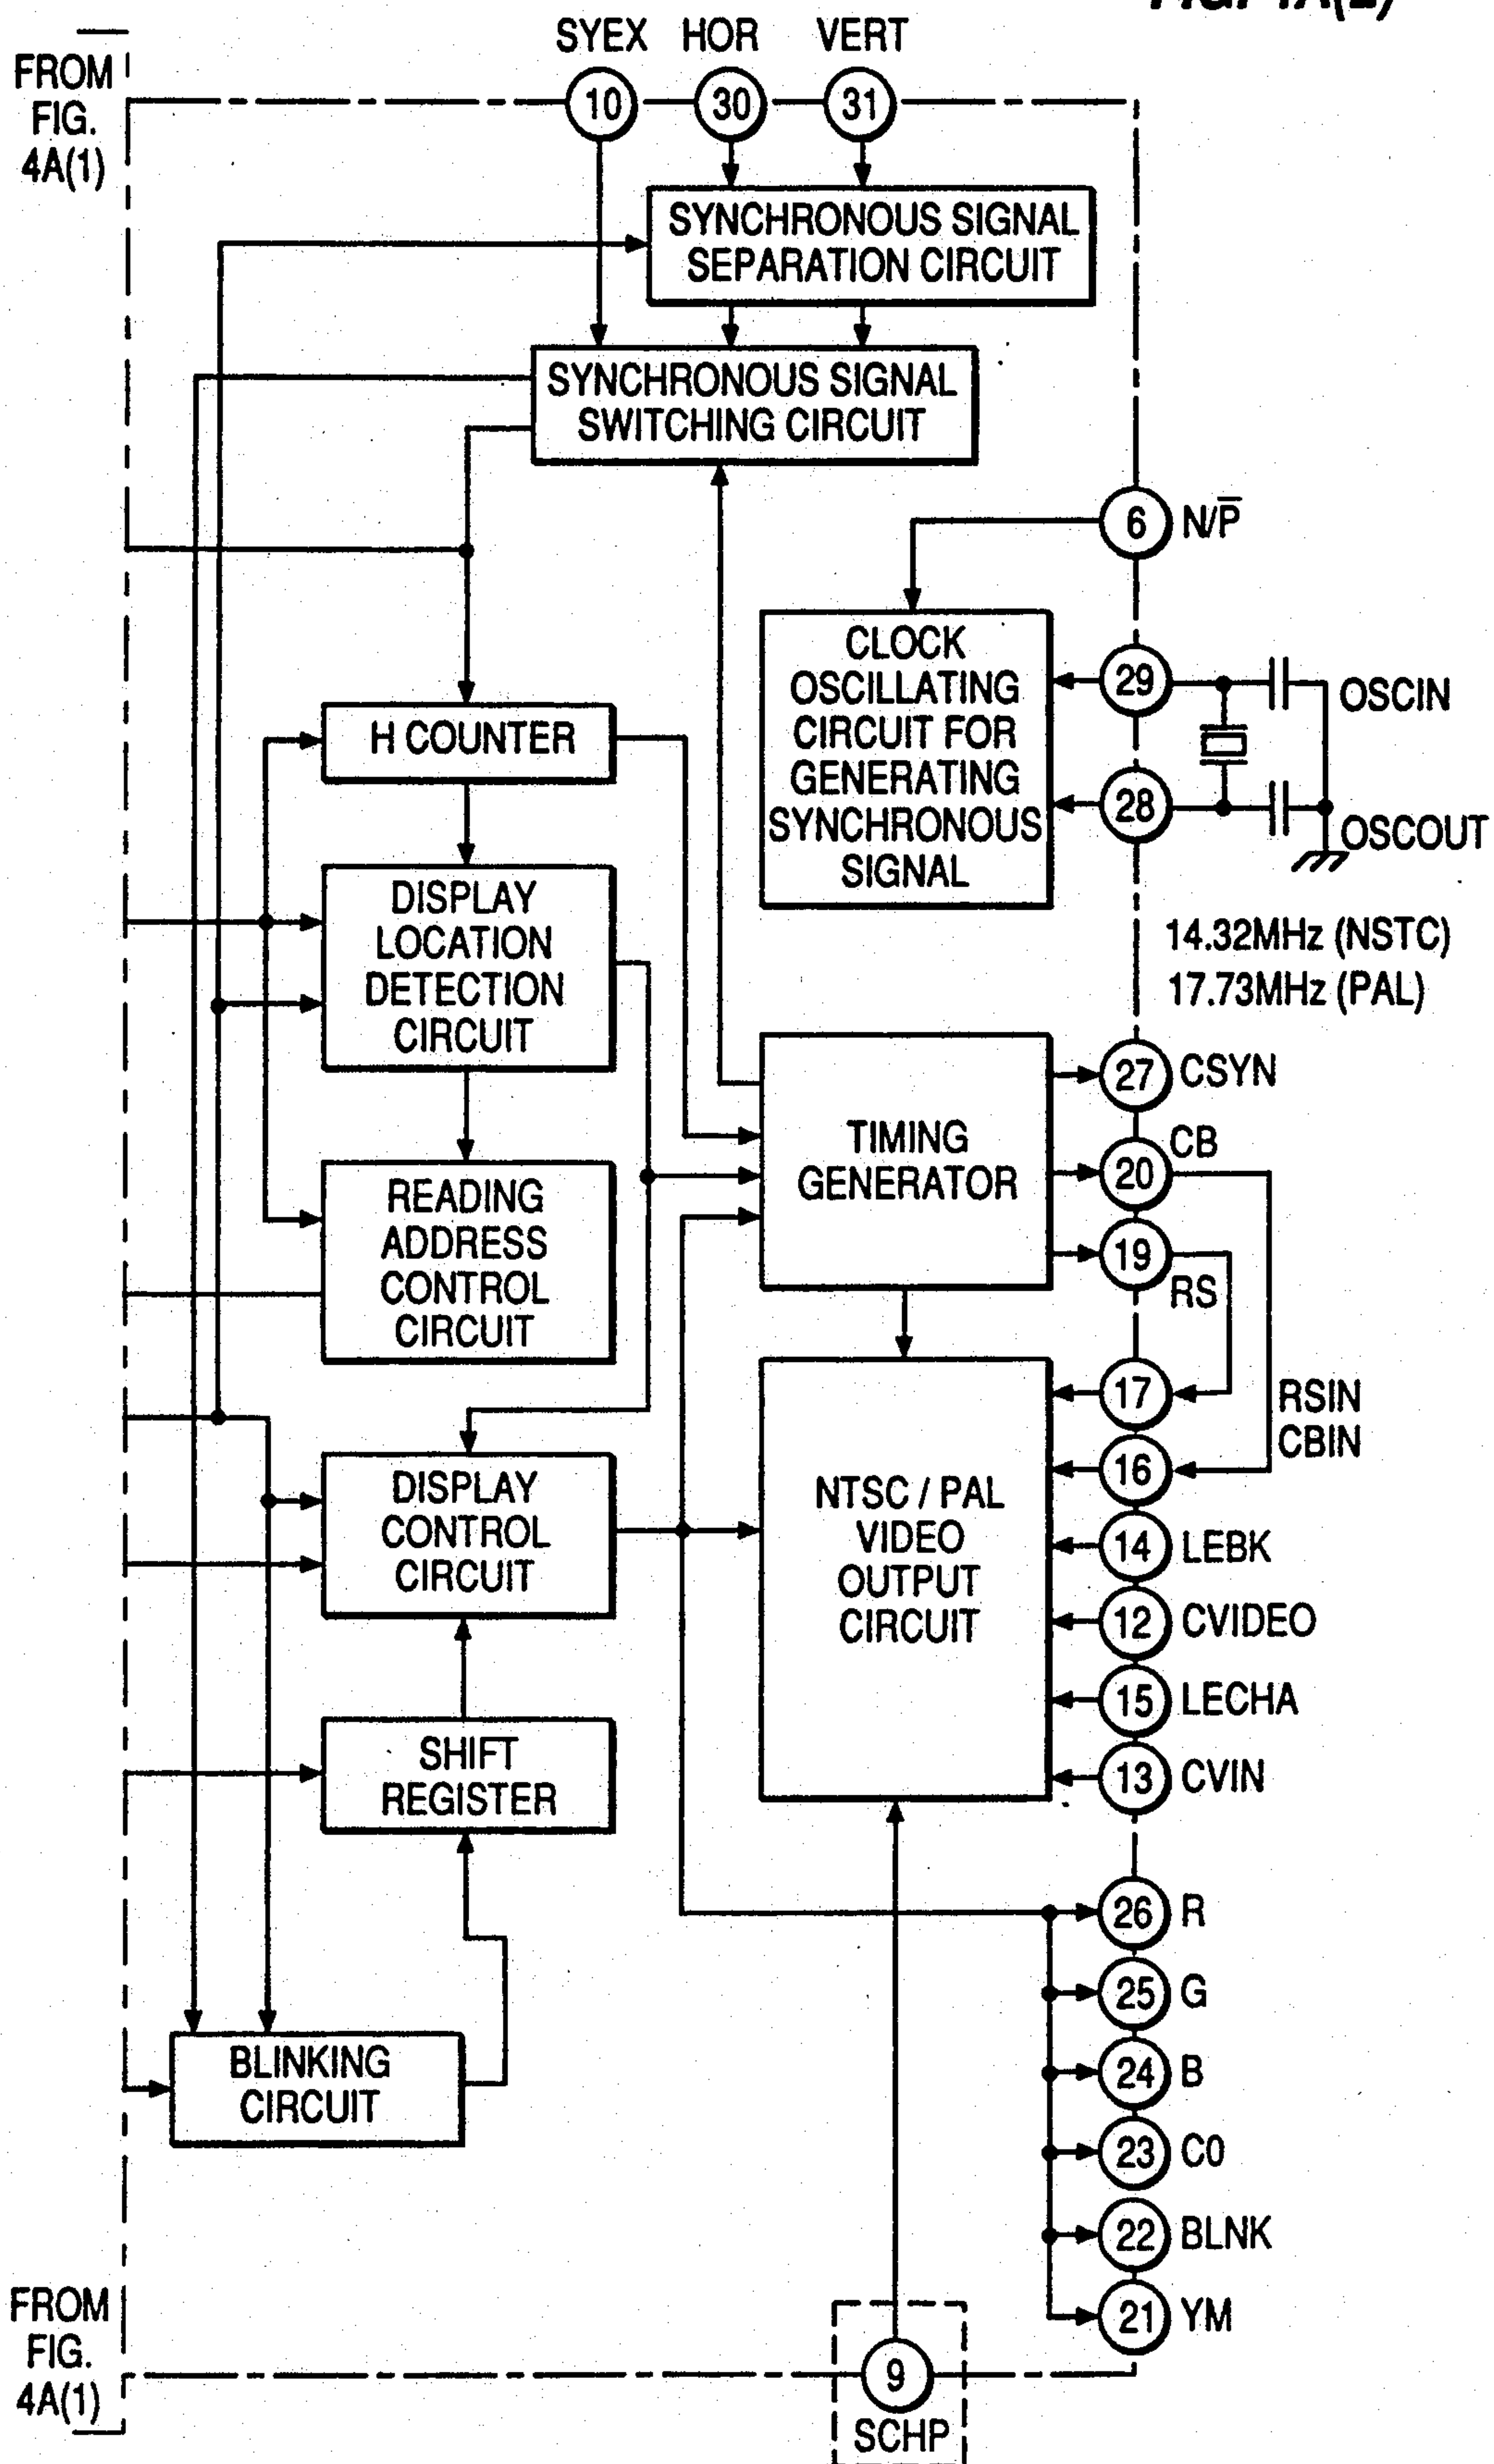 FIG. 4A(2)
SYEX HOR VERT
FROM
FIG.
4A(1)
10 30 31
SYNCHRONOUS SIGNAL
SEPARATION CIRCUIT
SYNCHRONOUS SIGNAL
SWITCHING CIRCUIT
6 N/P̅
CLOCK
OSCILLATING
CIRCUIT FOR
GENERATING
SYNCHRONOUS
SIGNAL
29 OSCIN
28 OSCOUT
14.32MHz (NSTC)
17.73MHz (PAL)
H COUNTER
DISPLAY
LOCATION
DETECTION
CIRCUIT
READING
ADDRESS
CONTROL
CIRCUIT
TIMING
GENERATOR
27 CSYN
20 CB
19 RS
17 RSIN
16 CBIN
14 LEBK
12 CVIDEO
15 LECHA
13 CVIN
DISPLAY
CONTROL
CIRCUIT
NTSC / PAL
VIDEO
OUTPUT
CIRCUIT
SHIFT
REGISTER
BLINKING
CIRCUIT
26 R
25 G
24 B
23 C0
22 BLNK
21 YM
FROM
FIG.
4A(1)
9
SCHP